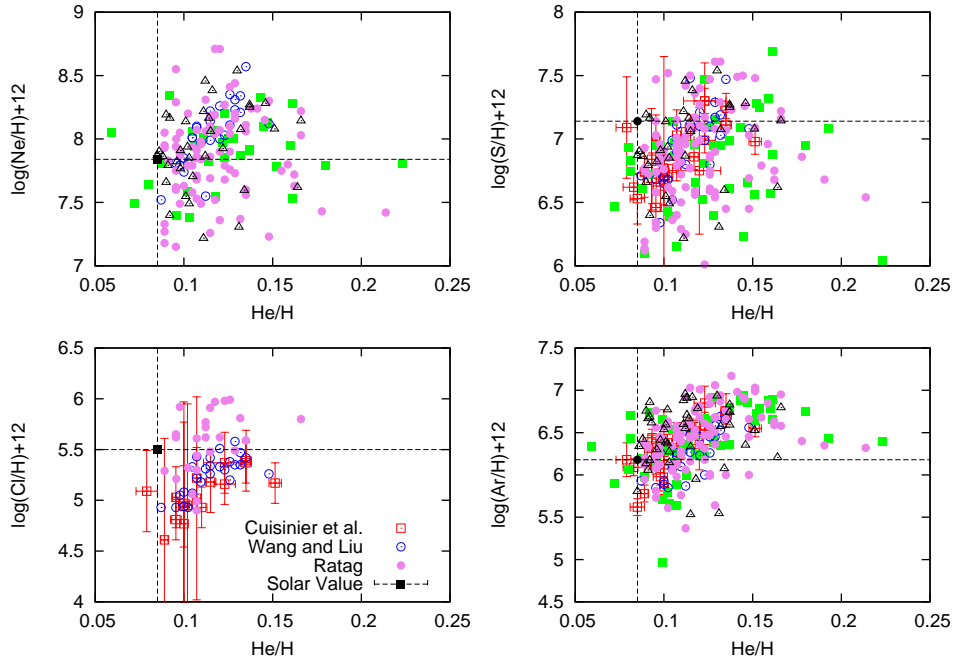 9
8.5
8
7.5
7
log(Ne/H)+12
0.05 0.1 0.15 0.2 0.25
He/H
8
7.5
7
6.5
6
log(S/H)+12
0.05 0.1 0.15 0.2 0.25
He/H
6.5
6
5.5
5
4.5
4
log(Cl/H)+12
Cuisinier et al.
Wang and Liu
Ratag
Solar Value
0.05 0.1 0.15 0.2 0.25
He/H
7.5
7
6.5
6
5.5
5
4.5
log(Ar/H)+12
0.05 0.1 0.15 0.2 0.25
He/H